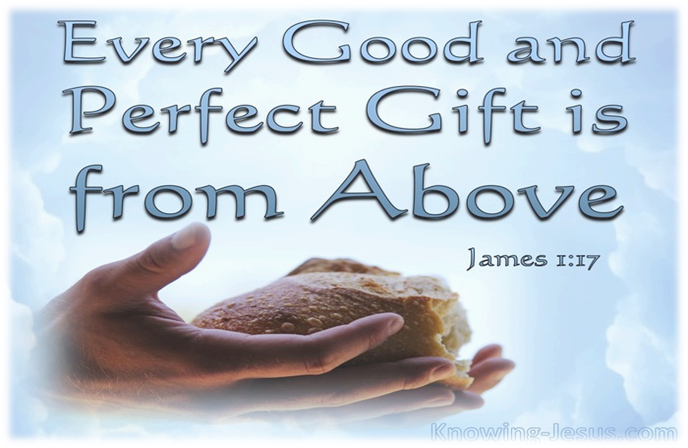 Every Good and
Perfect Gift is
from Above
James 1:17
Knowing-Jesus.com